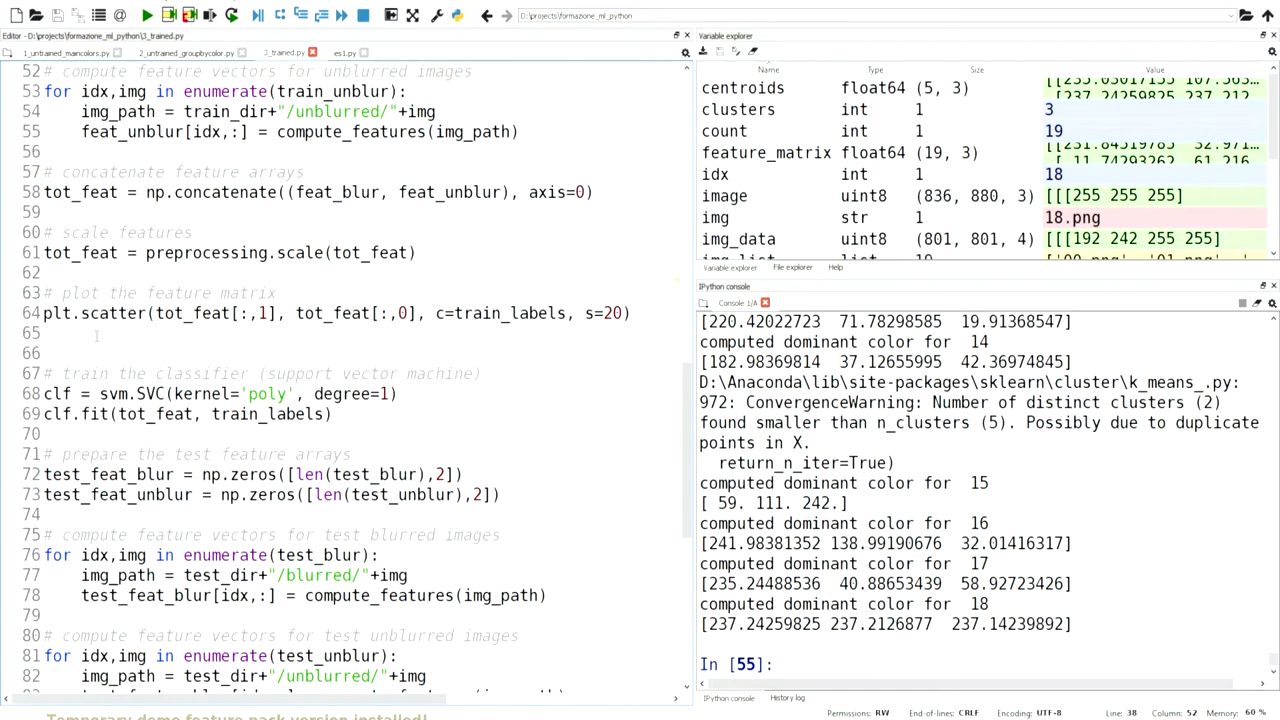 D:\projects\formazione_ml_python
Editor - D:\projects\formazione_ml_python\3_trained.py
1_untrained_maincolors.py
2_untrained_groupbycolor.py
3_trained.py
es1.py
52 # compute feature vectors for unblurred images
53 for idx,img in enumerate(train_unblur):
54 img_path = train_dir+"/unblurred/"+img
55 feat_unblur[idx,:] = compute_features(img_path)
56
57 # concatenate feature arrays
58 tot_feat = np.concatenate((feat_blur, feat_unblur), axis=0)
59
60 # scale features
61 tot_feat = preprocessing.scale(tot_feat)
62
63 # plot the feature matrix
64 plt.scatter(tot_feat[:,1], tot_feat[:,0], c=train_labels, s=20)
65
66
67 # train the classifier (support vector machine)
68 clf = svm.SVC(kernel='poly', degree=1)
69 clf.fit(tot_feat, train_labels)
70
71 # prepare the test feature arrays
72 test_feat_blur = np.zeros([len(test_blur),2])
73 test_feat_unblur = np.zeros([len(test_unblur),2])
74
75 # compute feature vectors for test blurred images
76 for idx,img in enumerate(test_blur):
77 img_path = test_dir+"/blurred/"+img
78 test_feat_blur[idx,:] = compute_features(img_path)
79
80 # compute feature vectors for test unblurred images
81 for idx,img in enumerate(test_unblur):
82 img_path = test_dir+"/unblurred/"+img
Variable explorer
Name Type Size Value
centroids float64 (5, 3)
[237.24259825 237.212
clusters int 1 3
count int 1 19
feature_matrix float64 (19, 3)
idx int 1 18
image uint8 (836, 880, 3) [[[255 255 255]
img str 1 18.png
img_data uint8 (801, 801, 4) [[[192 242 255 255]
Variable explorer File explorer Help
IPython console
Console 1/A
[220.42022723 71.78298585 19.91368547]
computed dominant color for 14
[182.98369814 37.12655995 42.36974845]
D:\Anaconda\lib\site-packages\sklearn\cluster\k_means_.py:
972: ConvergenceWarning: Number of distinct clusters (2)
found smaller than n_clusters (5). Possibly due to duplicate
points in X.
return_n_iter=True)
computed dominant color for 15
[ 59. 111. 242.]
computed dominant color for 16
[241.98381352 138.99190676 32.01416317]
computed dominant color for 17
[235.24488536 40.88653439 58.92723426]
computed dominant color for 18
[237.24259825 237.2126877 237.14239892]
In [55]:
IPython console History log
Permissions: RW End-of-lines: CRLF Encoding: UTF-8 Line: 38 Column: 52 Memory: 60 %
Temporary demo feature pack version installed!